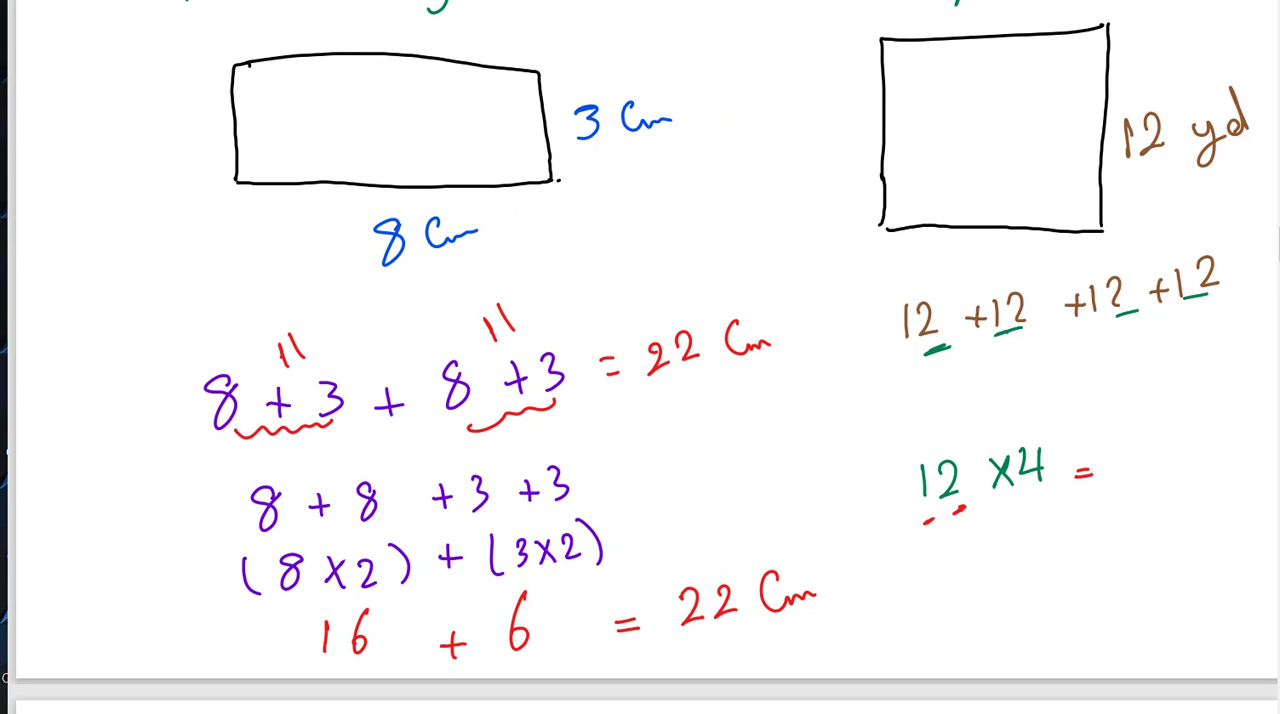 3 Cm
8 Cm
11 11
8 + 3 + 8 + 3 = 22 Cm
8 + 8 + 3 + 3
(8 × 2) + (3×2)
16 + 6 = 22 Cm
12 yd
12 + 12 + 12 + 12
12 × 4 =